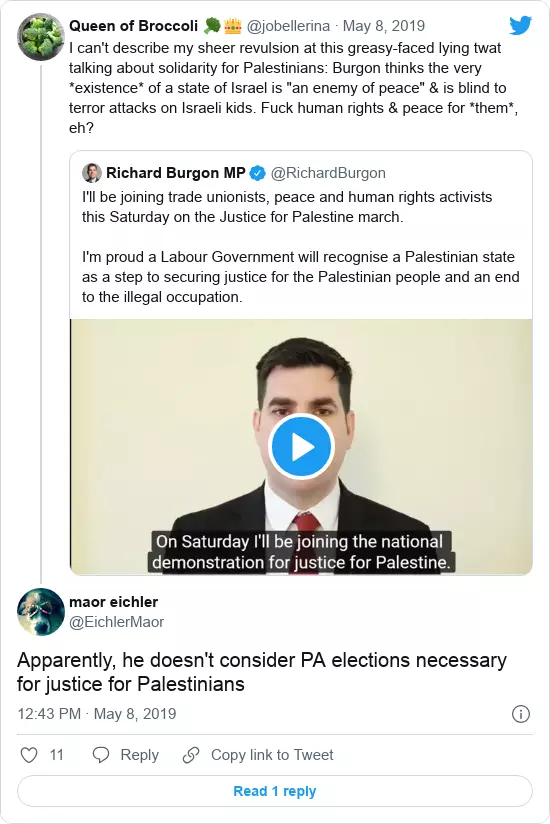 Queen of Broccoli 🥦👑 @jobellerina · May 8, 2019
I can't describe my sheer revulsion at this greasy-faced lying twat
talking about solidarity for Palestinians: Burgon thinks the very
*existence* of a state of Israel is "an enemy of peace" & is blind to
terror attacks on Israeli kids. Fuck human rights & peace for *them*,
eh?
Richard Burgon MP @RichardBurgon
I'll be joining trade unionists, peace and human rights activists
this Saturday on the Justice for Palestine march.
I'm proud a Labour Government will recognise a Palestinian state
as a step to securing justice for the Palestinian people and an end
to the illegal occupation.
On Saturday I'll be joining the national
demonstration for justice for Palestine.
maor eichler
@EichlerMaor
Apparently, he doesn't consider PA elections necessary
for justice for Palestinians
12:43 PM · May 8, 2019
11 Reply Copy link to Tweet
Read 1 reply